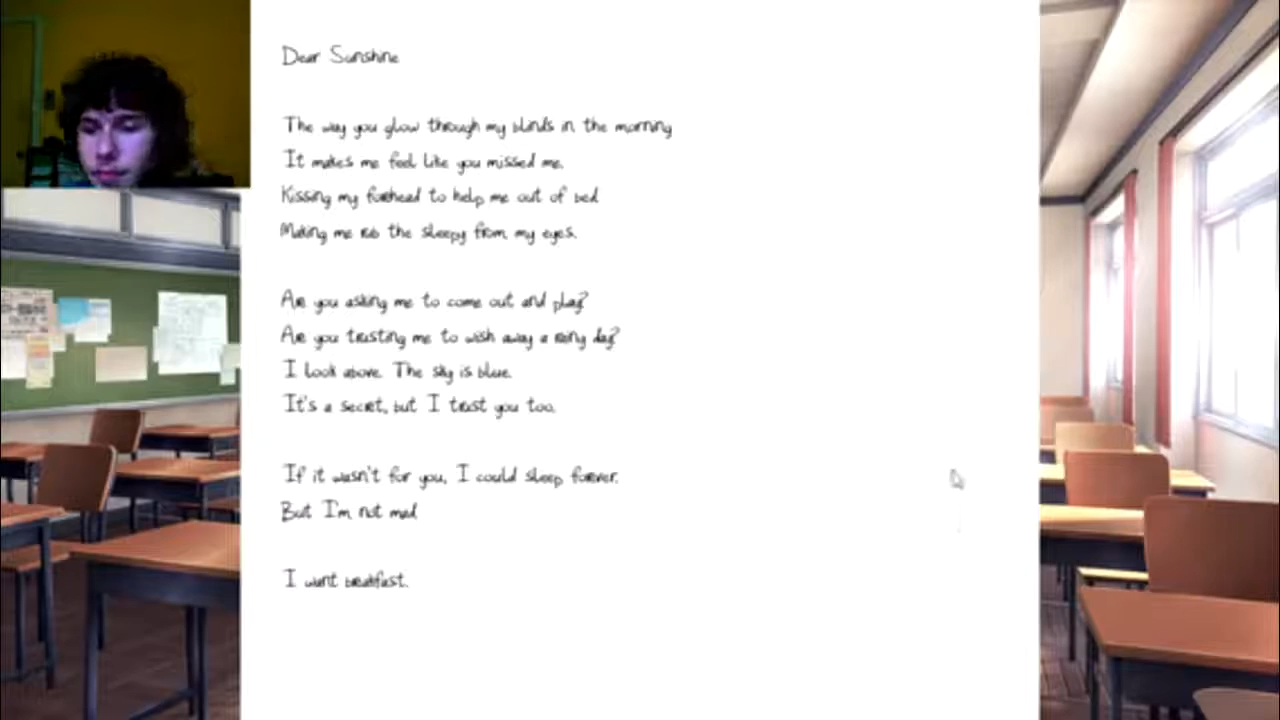 Dear Sunshine
The way you glow through my blinds in the morning
It makes me feel like you missed me.
Kissing my forehead to help me out of bed
Making me rub the sleepy from my eyes.
Are you asking me to come out and play?
Are you trusting me to wish away a rainy day?
I look above. The sky is blue.
It's a secret, but I trust you too.
If it wasn't for you, I could sleep forever.
But I'm not mad
I want breakfast.